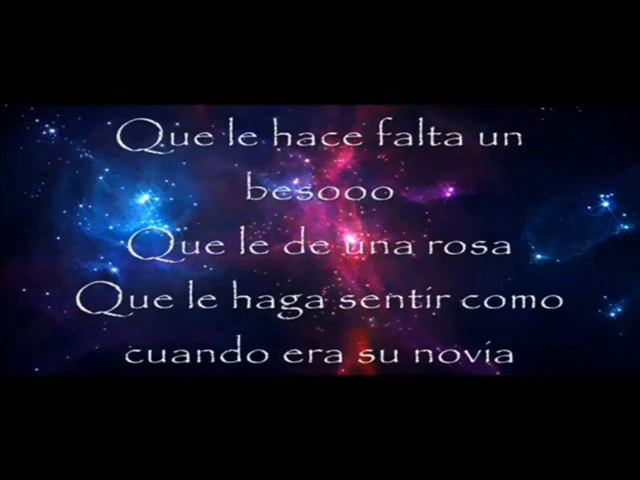 Que le hace falta un
besooo
Que le de una rosa
Que le haga sentir como
cuando era su novia